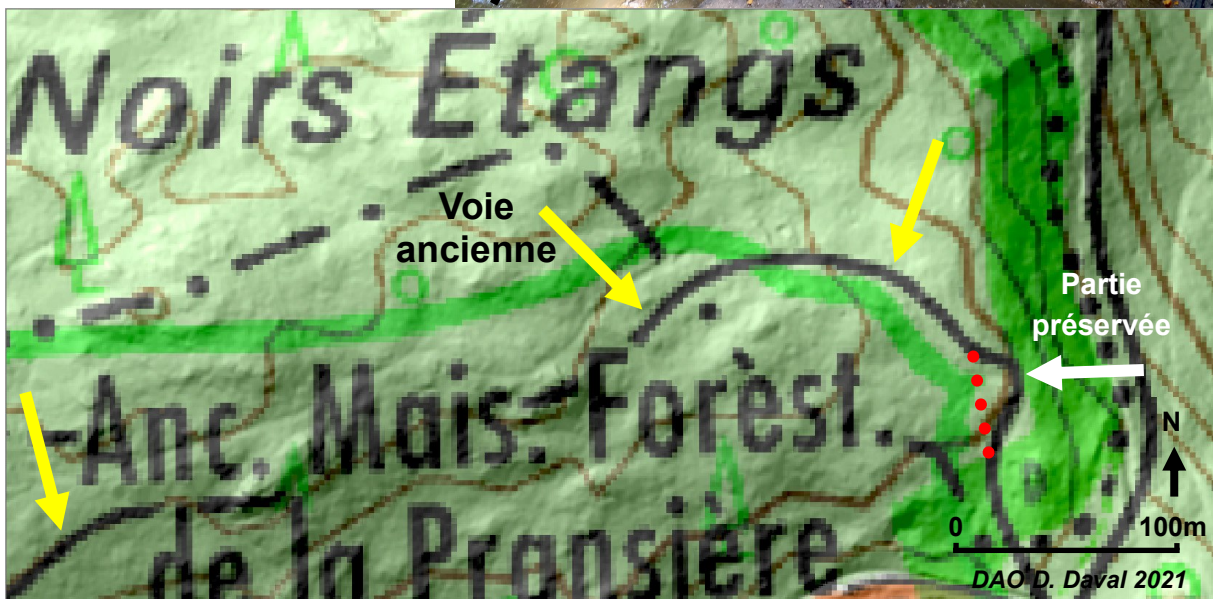 Noirs Étangs
Voie
ancienne
Partie
préservée
Anc. Mais. Forèst.
de la Pransière
N
0 100m
DAO D. Daval 2021